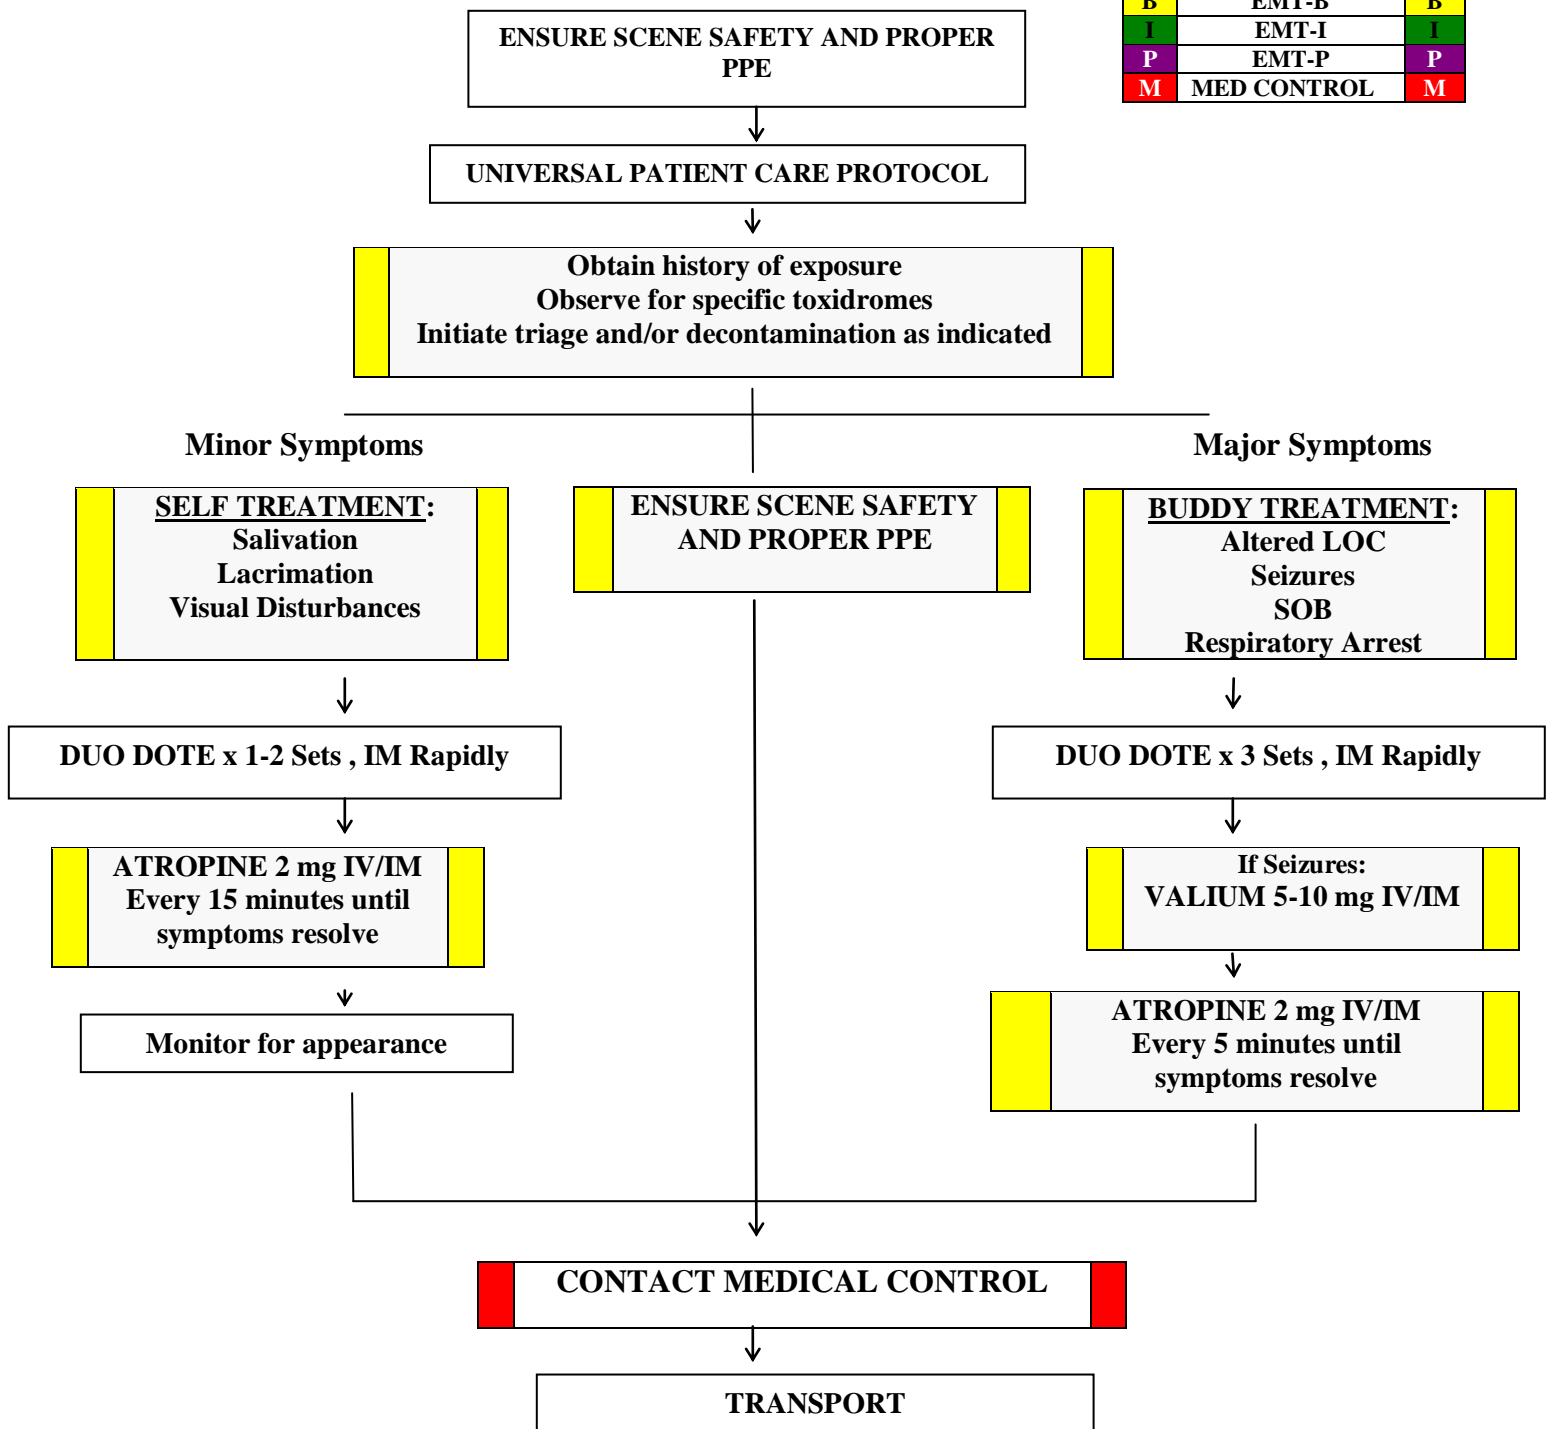 B EMT-B B
I EMT-I I
P EMT-P P
M MED CONTROL M
ENSURE SCENE SAFETY AND PROPER
PPE
UNIVERSAL PATIENT CARE PROTOCOL
Obtain history of exposure
Observe for specific toxidromes
Initiate triage and/or decontamination as indicated
Minor Symptoms
SELF TREATMENT:
Salivation
Lacrimation
Visual Disturbances
DUO DOTE x 1-2 Sets , IM Rapidly
ATROPINE 2 mg IV/IM
Every 15 minutes until
symptoms resolve
Monitor for appearance
ENSURE SCENE SAFETY
AND PROPER PPE
Major Symptoms
BUDDY TREATMENT:
Altered LOC
Seizures
SOB
Respiratory Arrest
DUO DOTE x 3 Sets , IM Rapidly
If Seizures:
VALIUM 5-10 mg IV/IM
ATROPINE 2 mg IV/IM
Every 5 minutes until
symptoms resolve
CONTACT MEDICAL CONTROL
TRANSPORT